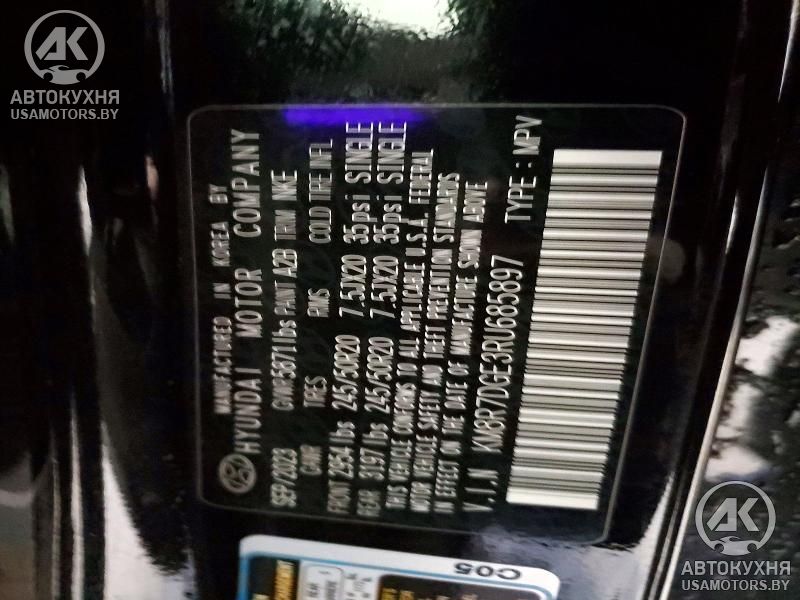 MANUFACTURED IN KOREA BY
HYUNDAI MOTOR COMPANY
SEP/2023 GVWR 5871lbs PAINT A2B TRIM NKE
GAWR TIRES RIMS COLD TIRE INFL
FRONT 2954 lbs 245/50R20 7.5JX20 35psi SINGLE
REAR 3197 lbs 245/50R20 7.5JX20 35psi SINGLE
THIS VEHICLE CONFORMS TO ALL APPLICABLE U.S.A. FEDERAL
MOTOR VEHICLE SAFETY AND THEFT PREVENTION STANDARDS
IN EFFECT ON THE DATE OF MANUFACTURE SHOWN ABOVE
V.I.N KM8R7DGE3RU685897 TYPE : MPV
C05
АК
АВТОКУХНЯ
USAMOTORS.BY
АК
АВТОКУХНЯ
USAMOTORS.BY